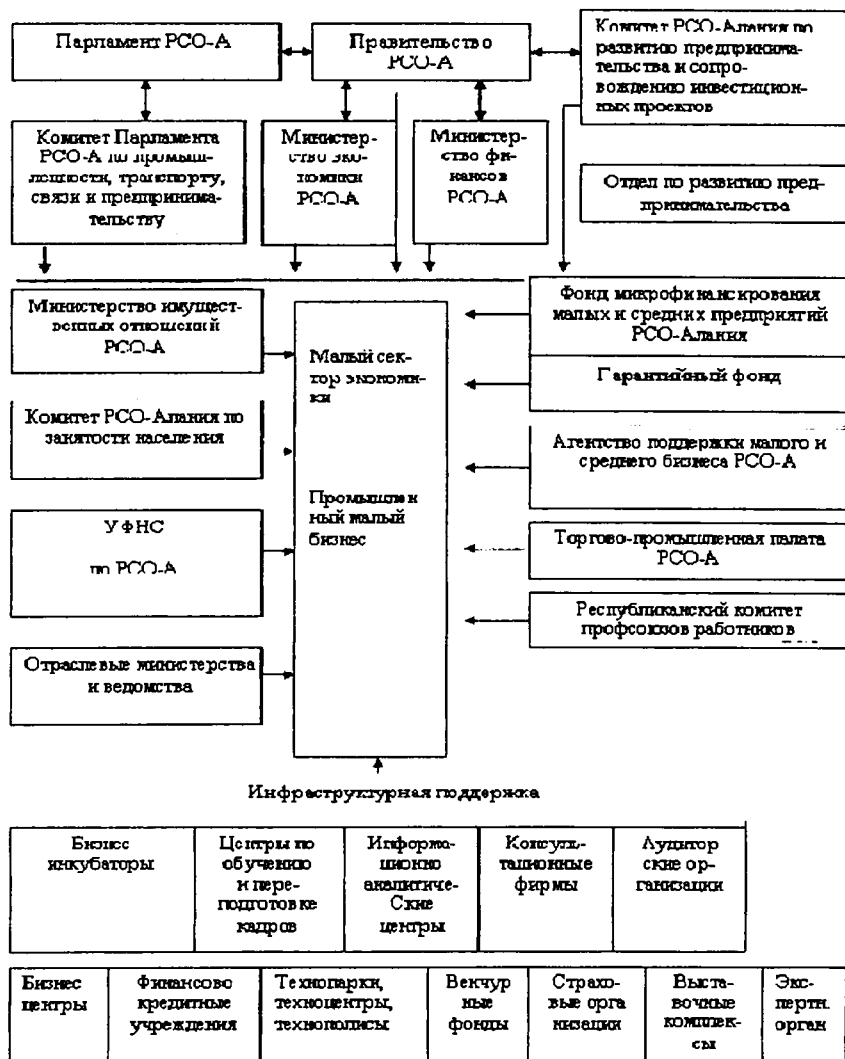 Парламент РСО-А
Правительство
РСО-А
Комитет РСО-Алания по
развитию предпринима-
тельства и сопро-
вождению инвестицион-
ных проектов
Комитет Парламента
РСО-А по промыш-
ленности, транспорту,
связи и предпринима-
тельству
Министер-
ство эко-
номики
РСО-А
Министер-
ство фи-
нансов
РСО-А
Отдел по развитию пред-
принимательства
Министерство имущест-
венных отношений
РСО-А
Комитет РСО-Алания по
занятости населения
УФНС
по РСО-А
Отраслевые министерства
и ведомства
Малый сек-
тор экономи-
ки
Промышлен
ный малый
бизнес
Фонд микрофинансирования
малых и средних предприятий
РСО-Алания
Гарантийный фонд
Агентство поддержки малого и
среднего бизнеса РСО-А
Торгово-промышленная палата
РСО-А
Республиканский комитет
профсоюзов работников
Инфраструктурная поддержка
Бизнес
инкубаторы
Центры по
обучению
и пере-
подготовке
кадров
Информа-
ционно
аналитиче-
Ские
центры
Консуль-
тационные
фирмы
Аудитор
ские ор-
ганизации
Бизнес
центры
Финансово
кредитные
учреждения
Технопарки,
техноцентры,
технополисы
Венчур
ные
фонды
Страхо-
вые орга
низации
Выста-
вочные
комплек-
сы
Экс-
пертн.
орган